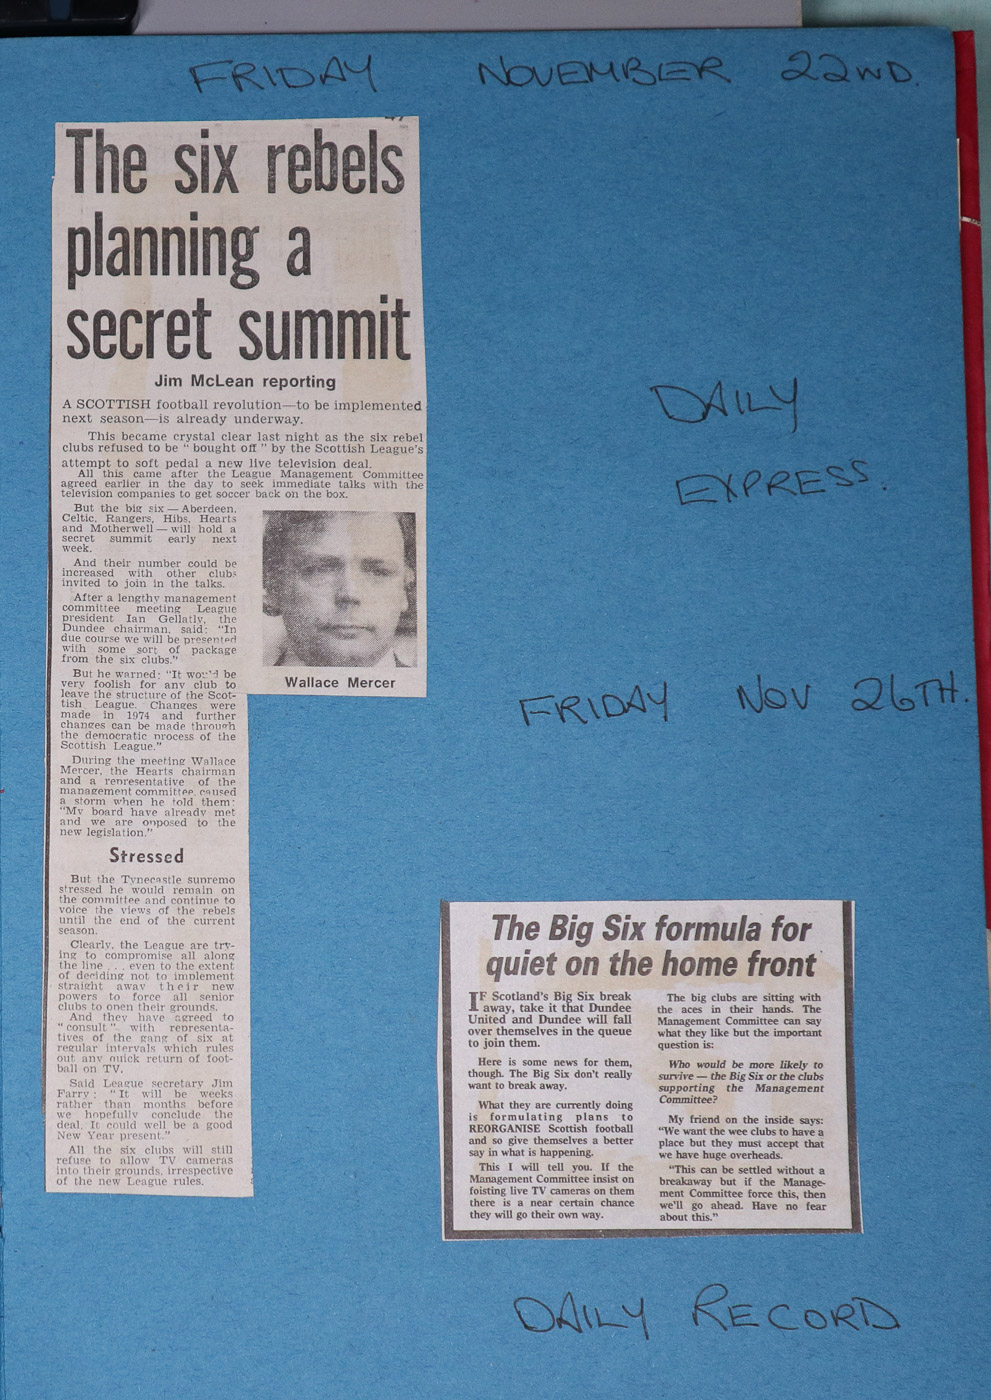 FRIDAY NOVEMBER 22ND.
The six rebels
planning a
secret summit
Jim McLean reporting
A SCOTTISH football revolution—to be implemented
next season—is already underway.
This became crystal clear last night as the six rebel
clubs refused to be "bought off" by the Scottish League's
attempt to soft pedal a new live television deal.
All this came after the League Management Committee
agreed earlier in the day to seek immediate talks with the
television companies to get soccer back on the box.
But the big six — Aberdeen,
Celtic, Rangers, Hibs, Hearts
and Motherwell — will hold a
secret summit early next
week.
And their number could be
increased with other clubs
invited to join in the talks.
After a lengthy management
committee meeting League
president Ian Gellatly, the
Dundee chairman, said: "In
due course we will be presented
with some sort of package
from the six clubs."
But he warned: "It would be
very foolish for any club to
leave the structure of the Scot-
tish League. Changes were
made in 1974 and further
changes can be made through
the democratic process of the
Scottish League."
During the meeting Wallace
Mercer, the Hearts chairman
and a representative of the
management committee, caused
a storm when he told them:
"My board have already met
and we are opposed to the
new legislation."
Stressed
But the Tynecastle supremo
stressed he would remain on
the committee and continue to
voice the views of the rebels
until the end of the current
season.
Clearly, the League are try-
ing to compromise all along
the line . . . even to the extent
of deciding not to implement
straight away their new
powers to force all senior
clubs to open their grounds.
And they have agreed to
"consult" with representa-
tives of the gang of six at
regular intervals which rules
out any quick return of foot-
ball on TV.
Said League secretary Jim
Farry: "It will be weeks
rather than months before
we hopefully conclude the
deal. It could well be a good
New Year present."
All the six clubs will still
refuse to allow TV cameras
into their grounds, irrespective
of the new League rules.
Wallace Mercer
DAILY
EXPRESS.
FRIDAY NOV 26TH.
The Big Six formula for
quiet on the home front
IF Scotland's Big Six break
away, take it that Dundee
United and Dundee will fall
over themselves in the queue
to join them.
Here is some news for them,
though. The Big Six don't really
want to break away.
What they are currently doing
is formulating plans to
REORGANISE Scottish football
and so give themselves a better
say in what is happening.
This I will tell you. If the
Management Committee insist on
foisting live TV cameras on them
there is a near certain chance
they will go their own way.
The big clubs are sitting with
the aces in their hands. The
Management Committee can say
what they like but the important
question is:
Who would be more likely to
survive — the Big Six or the clubs
supporting the Management
Committee?
My friend on the inside says:
"We want the wee clubs to have a
place but they must accept that
we have huge overheads.
"This can be settled without a
breakaway but if the Manage-
ment Committee force this, then
we'll go ahead. Have no fear
about this."
DAILY RECORD